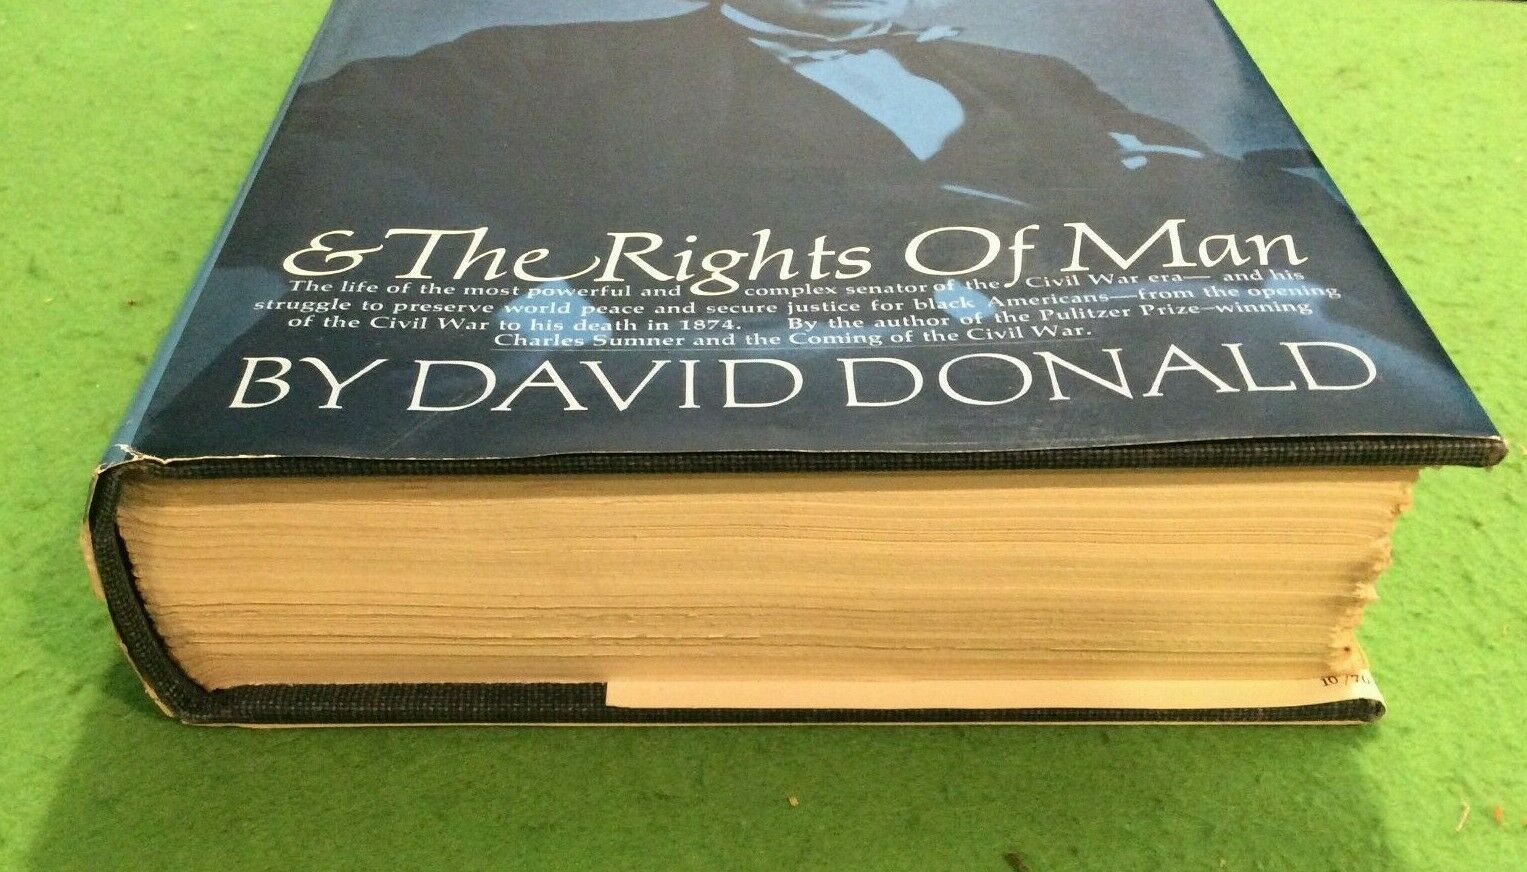 & The Rights Of Man
The life of the most powerful and complex senator of the Civil War era—and his
struggle to preserve world peace and secure justice for black Americans—from the opening
of the Civil War to his death in 1874. By the author of the Pulitzer Prize-winning
Charles Sumner and the Coming of the Civil War.
BY DAVID DONALD
10/70